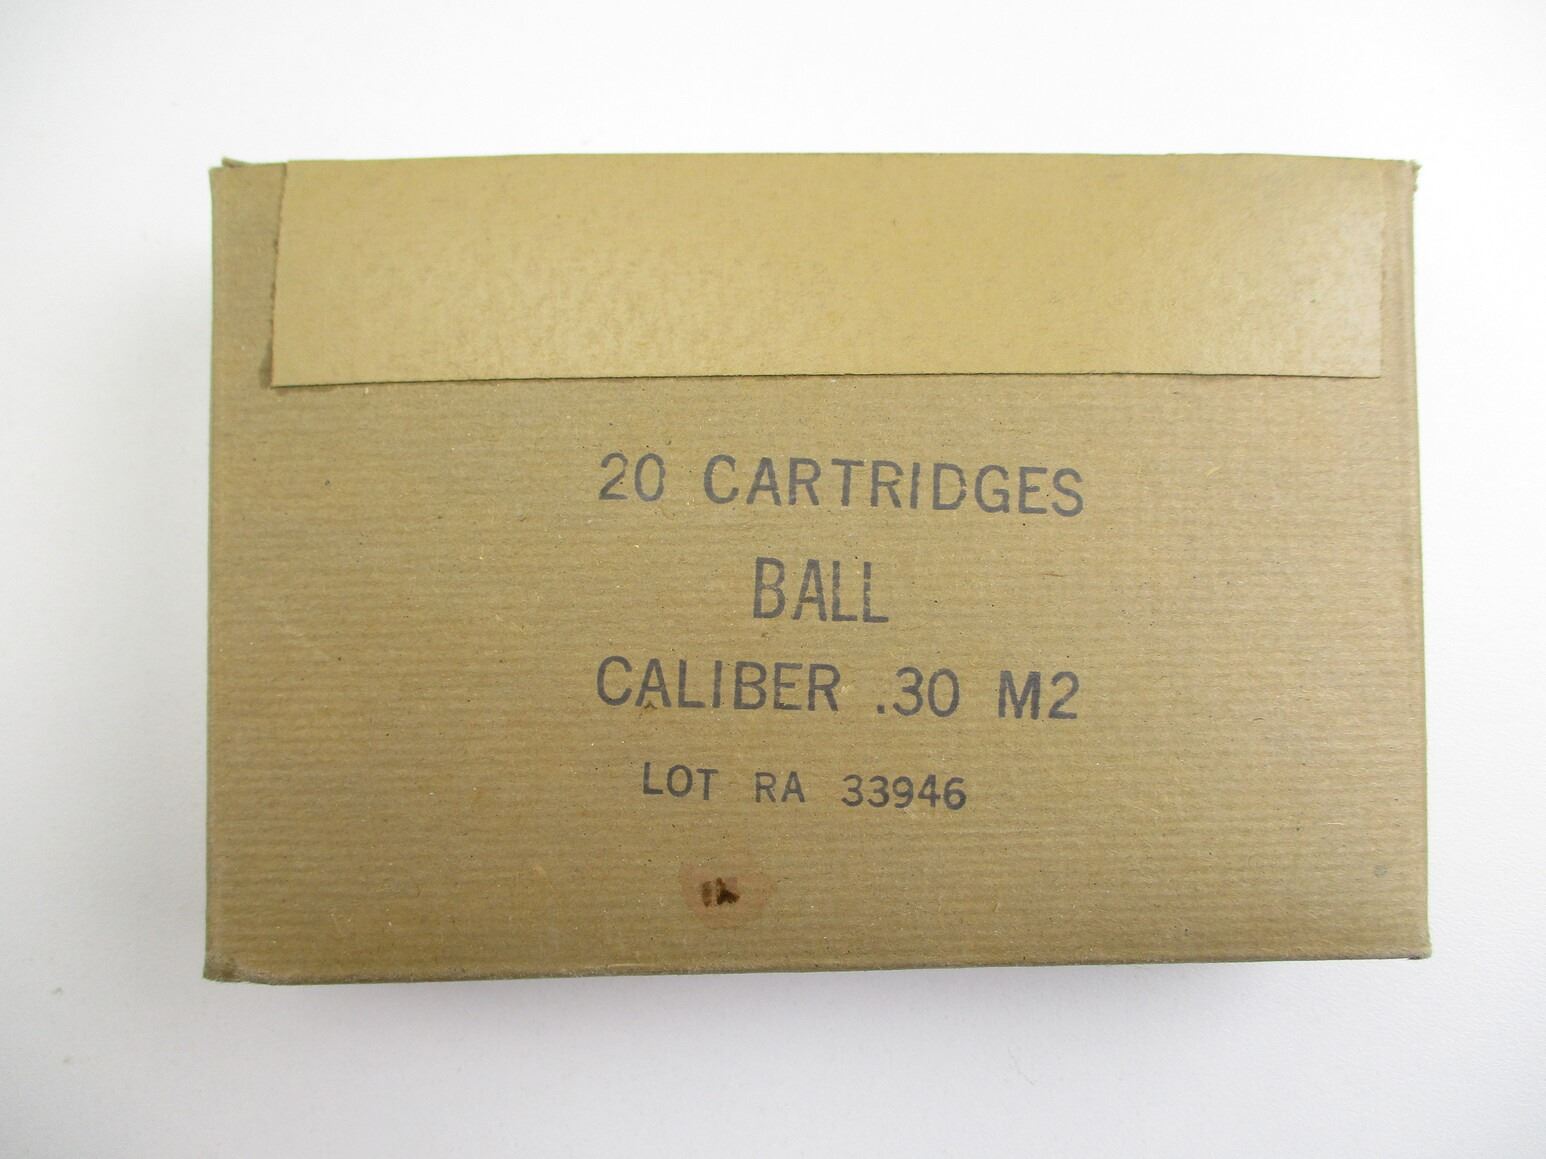 20 CARTRIDGES
BALL
CALIBER .30 M2
LOT RA 33946